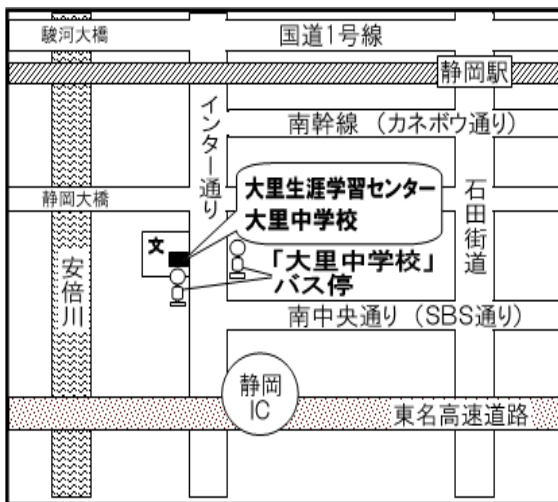 駿河大橋
国道1号線
静岡駅
インター通り
南幹線（カネボウ通り）
大里生涯学習センター
大里中学校
静岡大橋
石田街道
文
「大里中学校」
バス停
安倍川
南中央通り（SBS通り）
静岡
IC
東名高速道路